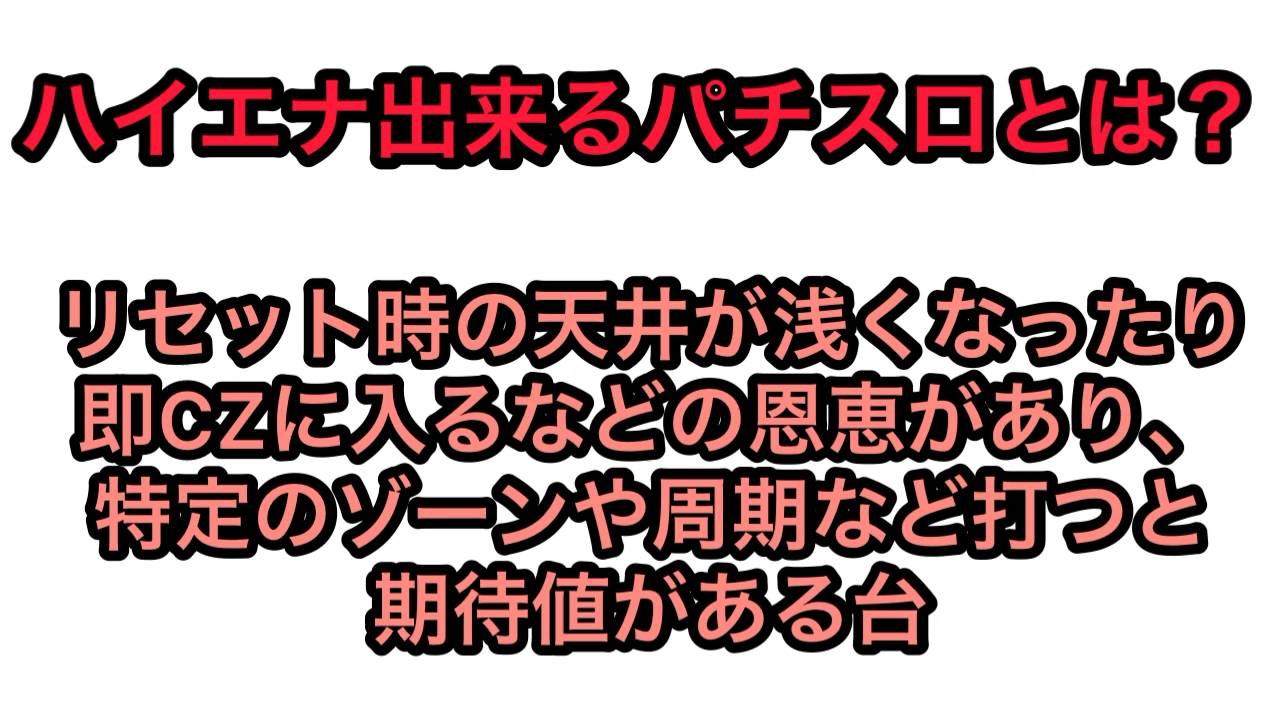 ハイエナ出来るパチスロとは？
リセット時の天井が浅くなったり
即CZに入るなどの恩恵があり、
特定のゾーンや周期など打つと
期待値がある台